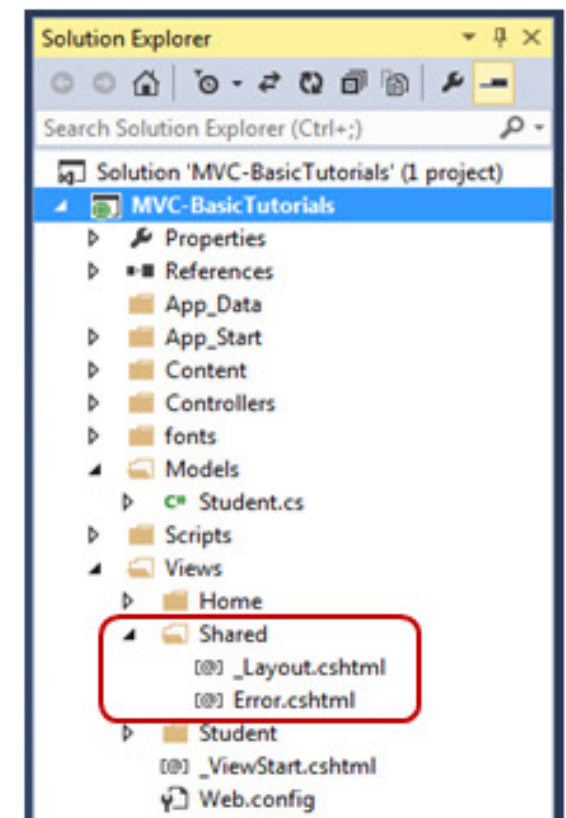 Solution Explorer
Search Solution Explorer (Ctrl+;)
Solution 'MVC-BasicTutorials' (1 project)
MVC-BasicTutorials
Properties
References
App_Data
App_Start
Content
Controllers
fonts
Models
C# Student.cs
Scripts
Views
Home
Shared
[@] _Layout.cshtml
[@] Error.cshtml
Student
[@] _ViewStart.cshtml
Web.config